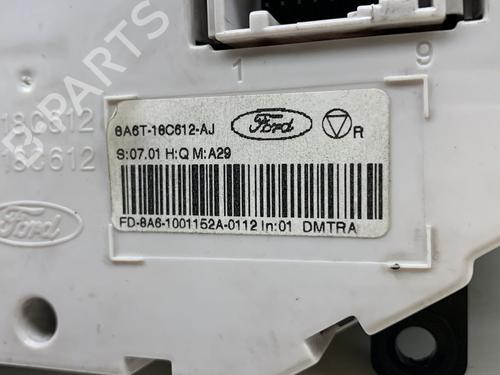 1
9
8A6T-18C612-AJ
Ford
R
S:07.01 H:Q M:A29
FD-8A6-1001152A-0112 In:01 DMTRA
18C612
18C612
Ford
B-PARTS